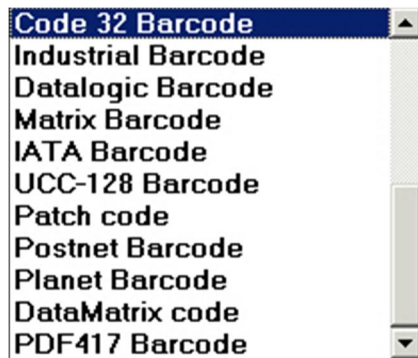 Code 32 Barcode
Industrial Barcode
Datalogic Barcode
Matrix Barcode
IATA Barcode
UCC-128 Barcode
Patch code
Postnet Barcode
Planet Barcode
DataMatrix code
PDF417 Barcode